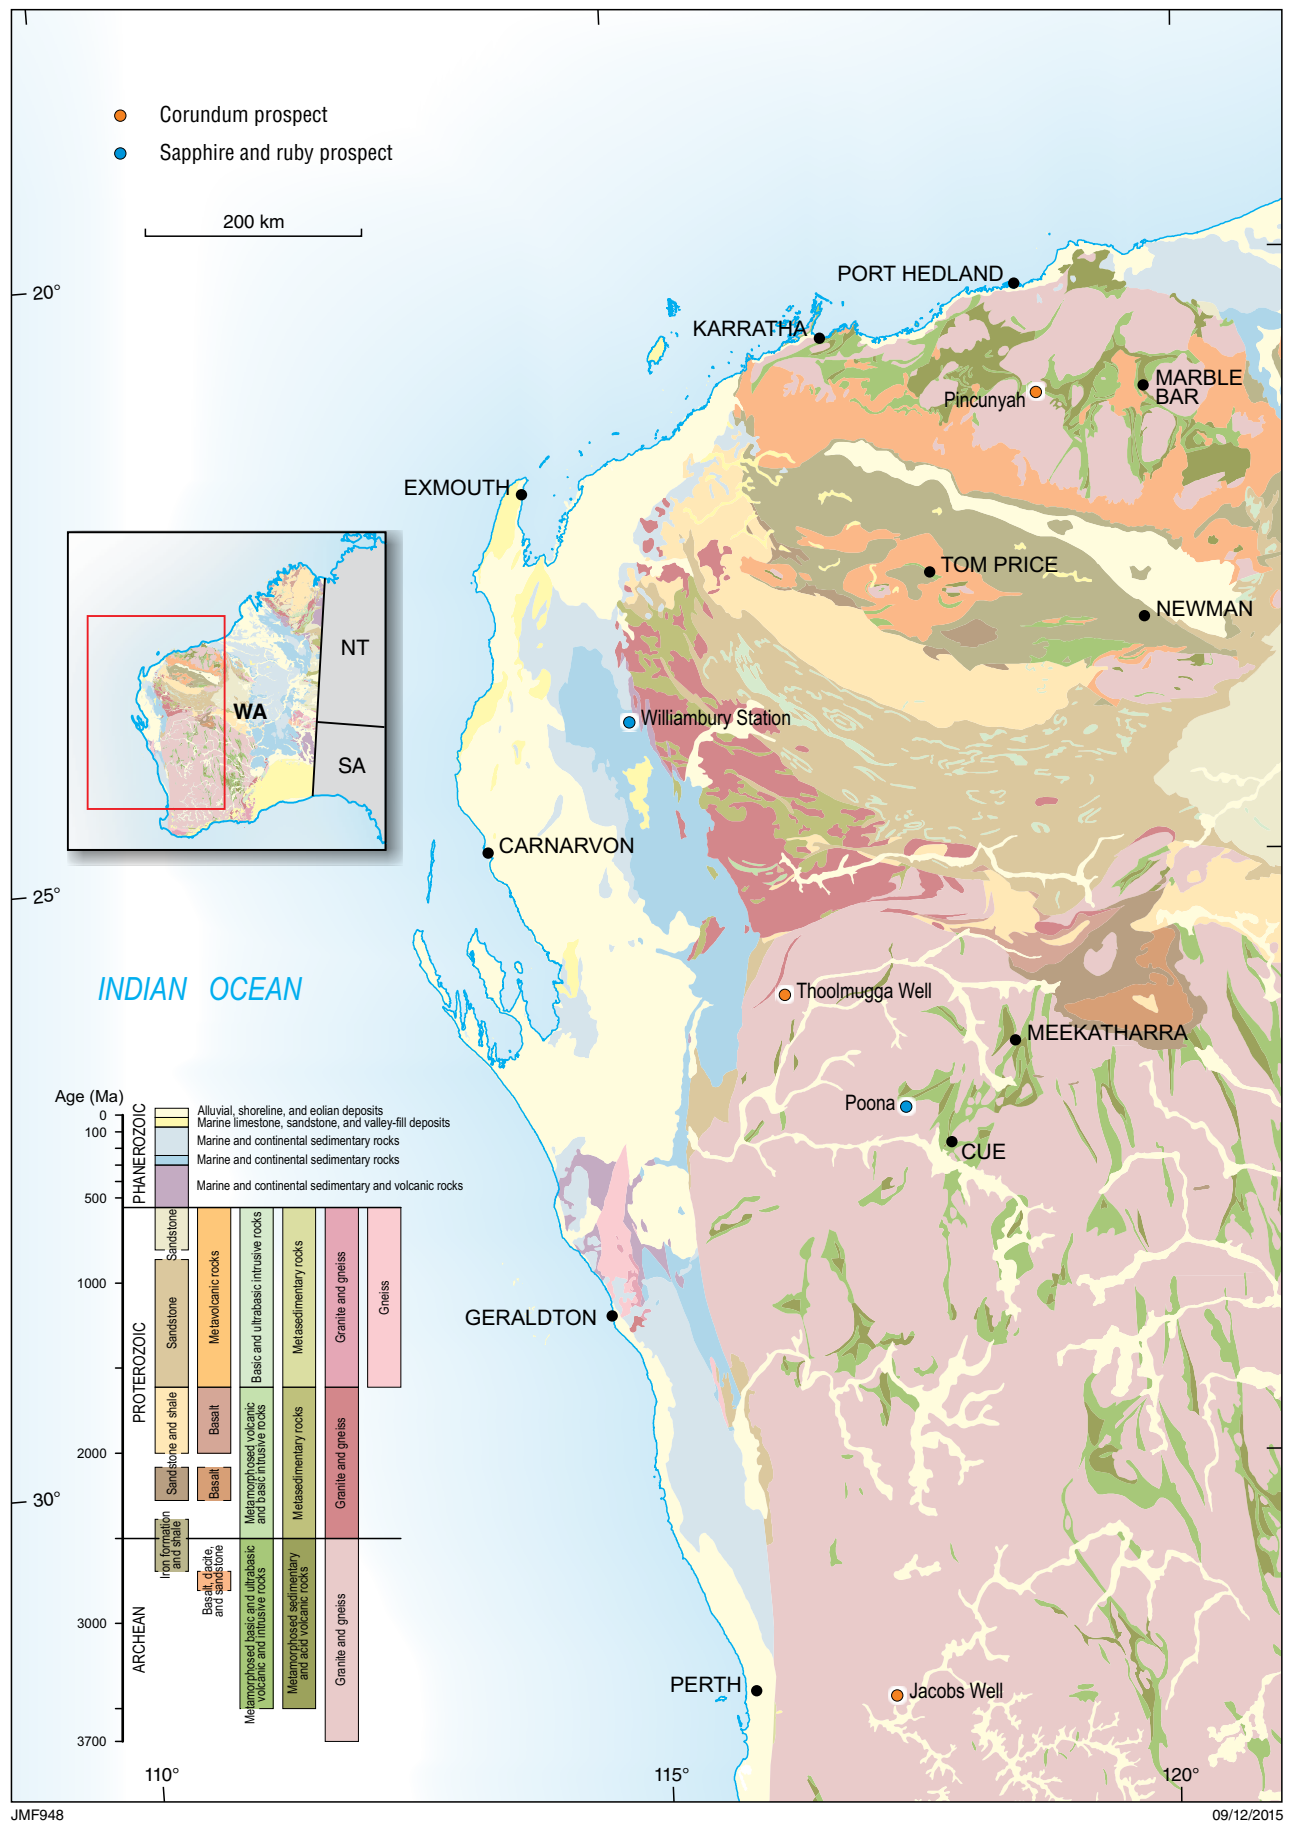 Corundum prospect
Sapphire and ruby prospect
200 km
20°
25°
30°
110°
115°
120°
PORT HEDLAND
KARRATHA
MARBLE
BAR
Pincunyah
EXMOUTH
TOM PRICE
NEWMAN
Williambury Station
CARNARVON
NT
WA
SA
INDIAN OCEAN
Thoolmugga Well
MEEKATHARRA
Poona
CUE
GERALDTON
PERTH
Jacobs Well
Age (Ma)
0
100
500
1000
2000
3000
3700
PHANEROZOIC
PROTEROZOIC
ARCHEAN
Alluvial, shoreline, and eolian deposits
Marine limestone, sandstone, and valley-fill deposits
Marine and continental sedimentary rocks
Marine and continental sedimentary rocks
Marine and continental sedimentary and volcanic rocks
Sandstone
Sandstone
Sandstone and shale
Iron formation
and shale
Metavolcanic rocks
Basalt
Basalt
Basalt, dacite,
and sandstone
Basic and ultrabasic intrusive rocks
Metamorphosed volcanic
and basic intrusive rocks
Metamorphosed basic and ultrabasic
volcanic and intrusive rocks
Metasedimentary rocks
Metasedimentary rocks
Metamorphosed sedimentary
and acid volcanic rocks
Granite and gneiss
Granite and gneiss
Granite and gneiss
Gneiss
JMF948
09/12/2015